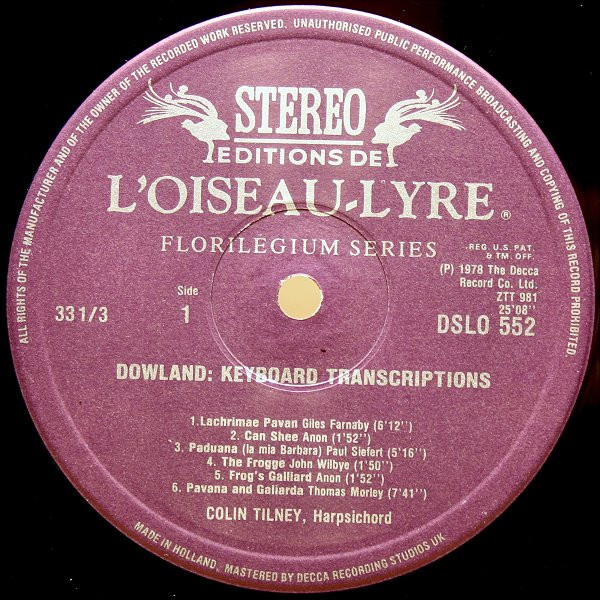 ALL RIGHTS OF THE MANUFACTURER AND OF THE OWNER OF THE RECORDED WORK RESERVED. UNAUTHORISED PUBLIC PERFORMANCE BROADCASTING AND COPYING OF THIS RECORD PROHIBITED.
STEREO
EDITIONS DE
L'OISEAU-LYRE®
FLORILEGIUM SERIES
REG. U.S. PAT.
& TM. OFF.
(P) 1978 The Decca
Record Co. Ltd.
ZTT 981
25'08''
DSLO 552
33 1/3
Side
1
DOWLAND: KEYBOARD TRANSCRIPTIONS
1.Lachrimae Pavan Giles Farnaby (6'12'')
2. Can Shee Anon (1'52'')
3. Paduana (la mia Barbara) Paul Siefert (5'16'')
4. The Frogge John Wilbye (1'50'')
5. Frog's Galliard Anon (1'52'')
6. Pavana and Galiarda Thomas Morley (7'41'')
COLIN TILNEY, Harpsichord
MADE IN HOLLAND. MASTERED BY DECCA RECORDING STUDIOS UK